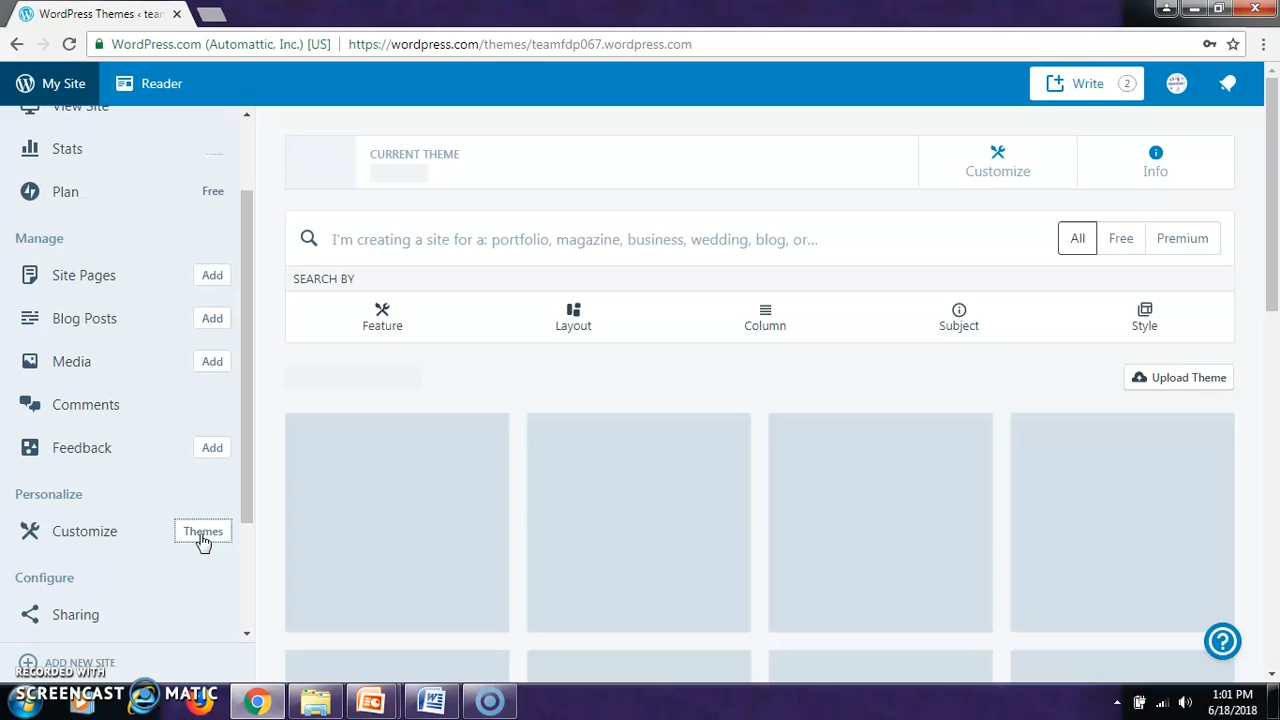 WordPress Themes ‹ team
WordPress.com (Automattic, Inc.) [US]
https://wordpress.com/themes/teamfdp067.wordpress.com
My Site
Reader
Write
2
View Site
Stats
Plan
Free
Manage
Site Pages
Add
Blog Posts
Add
Media
Add
Comments
Feedback
Add
Personalize
Customize
Themes
Configure
Sharing
ADD NEW SITE
CURRENT THEME
Customize
Info
I'm creating a site for a: portfolio, magazine, business, wedding, blog, or...
All
Free
Premium
SEARCH BY
Feature
Layout
Column
Subject
Style
Upload Theme
RECORDED WITH
SCREENCAST MATIC
1:01 PM
6/18/2018